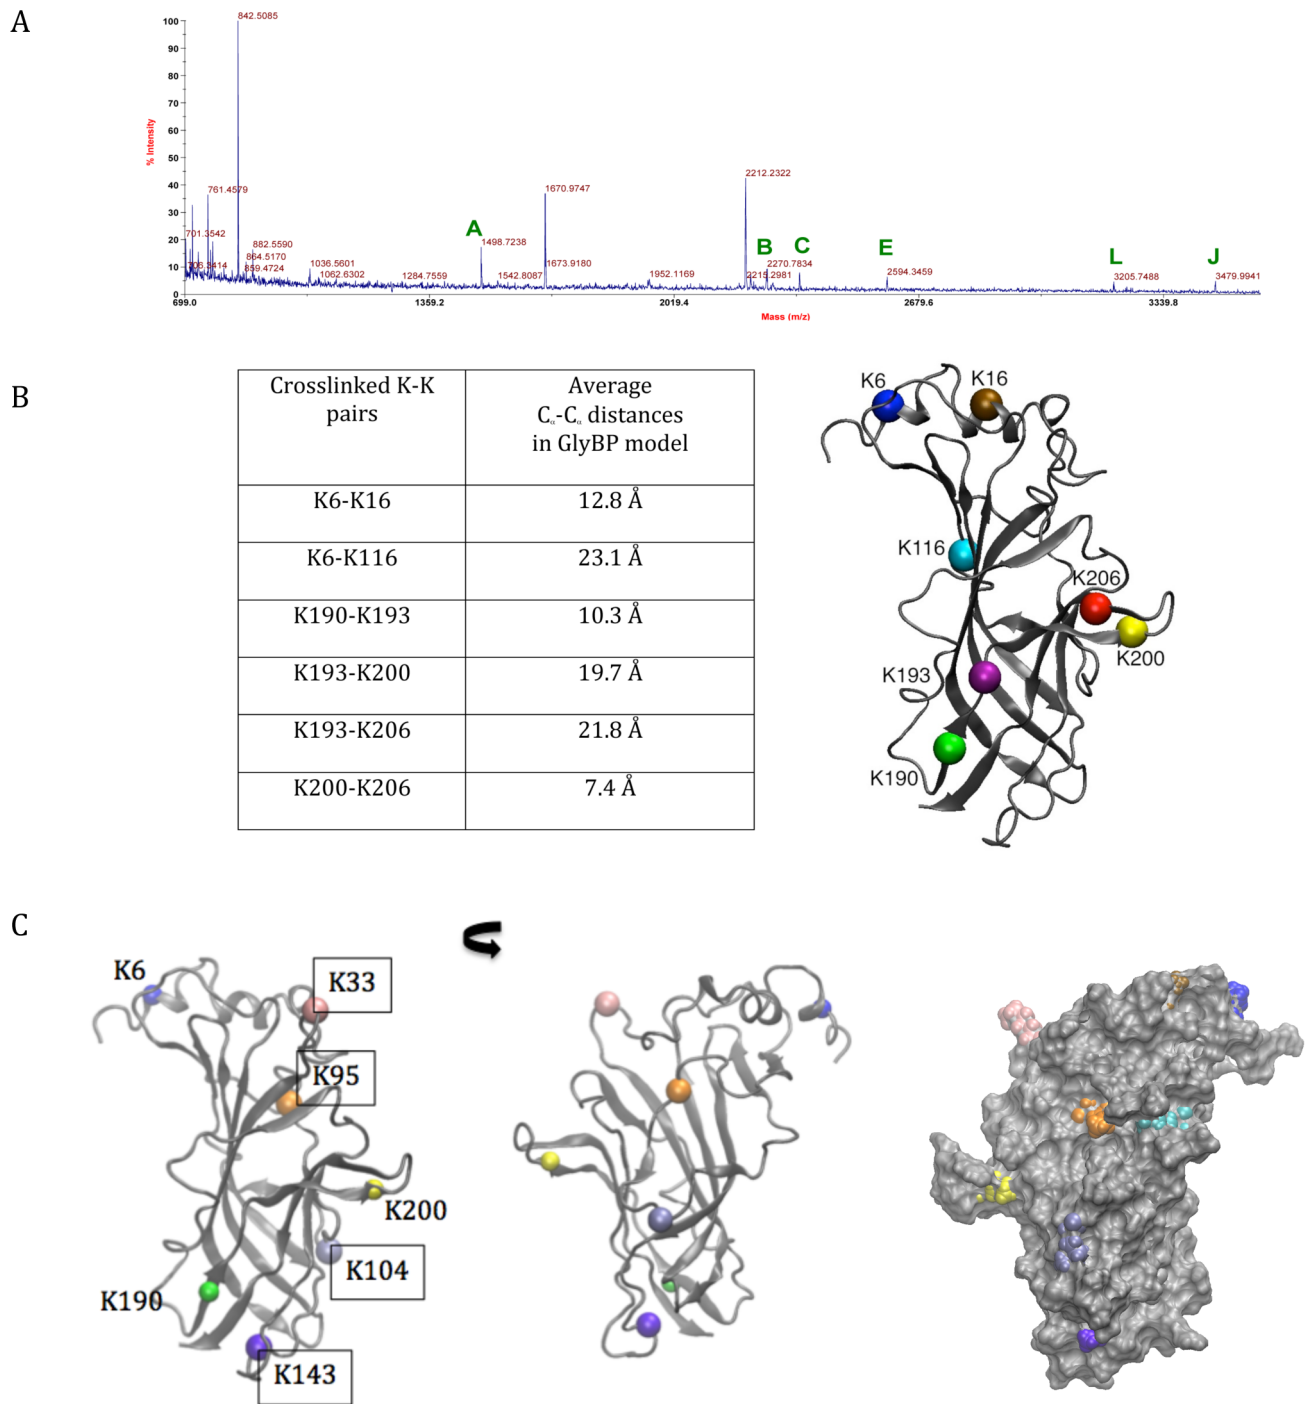 A
842.5085
100
90
80
70
60
50
40
30
20
10
0
% Intensity
761.4579
701.3542
706.3414
882.5590
864.5170
859.4724
1036.5601
1062.6302
1284.7559
A
1498.7238
1542.8087
1670.9747
1673.9180
1952.1169
2212.2322
B
C
2270.7834
2215.2981
E
2594.3459
L
3205.7488
J
3479.9941
699.0
1359.2
2019.4
2679.6
3339.8
Mass (m/z)
B
Crosslinked K-K
pairs
Average
Cα-Cα distances
in GlyBP model
K6-K16
12.8 Å
K6-K116
23.1 Å
K190-K193
10.3 Å
K193-K200
19.7 Å
K193-K206
21.8 Å
K200-K206
7.4 Å
K6
K16
K116
K206
K200
K193
K190
C
K6
K33
K95
K200
K104
K190
K143